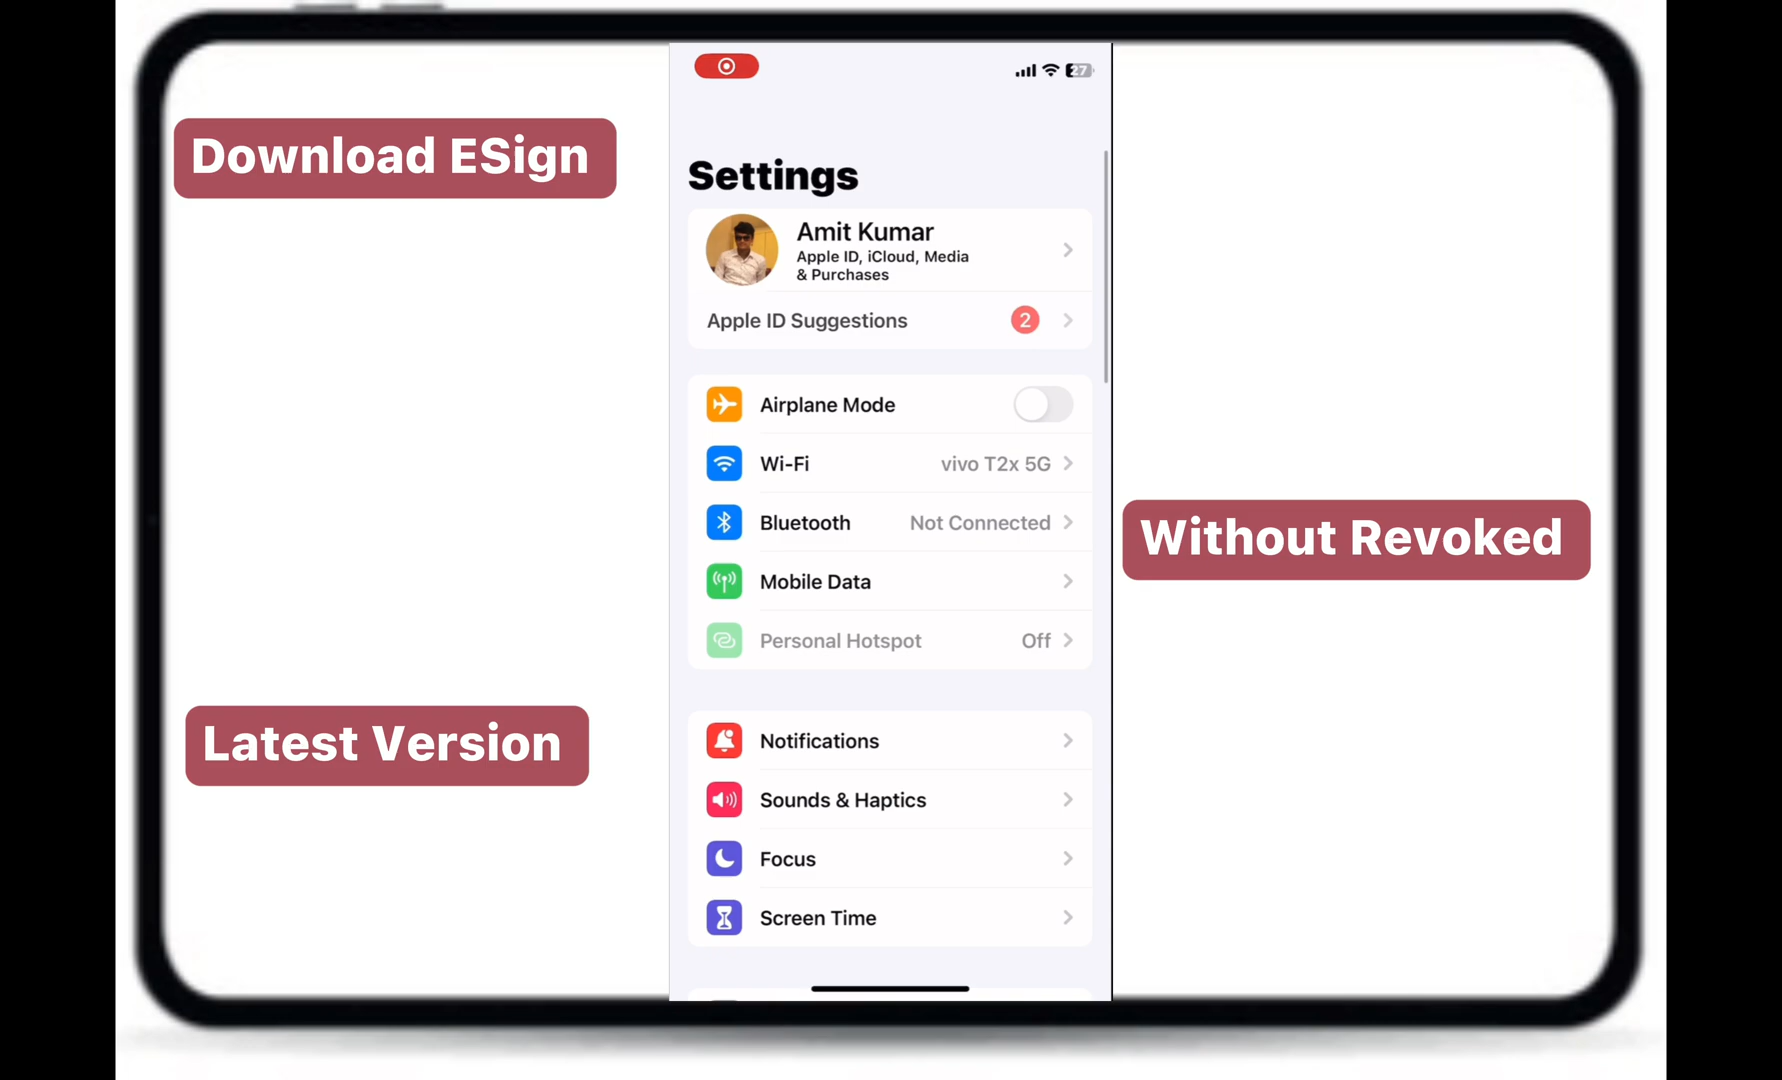 27
Download ESign
Settings
Amit Kumar
Apple ID, iCloud, Media
& Purchases
Apple ID Suggestions 2
Airplane Mode
Wi-Fi vivo T2x 5G
Bluetooth Not Connected
Without Revoked
Mobile Data
Personal Hotspot Off
Latest Version
Notifications
Sounds & Haptics
Focus
Screen Time